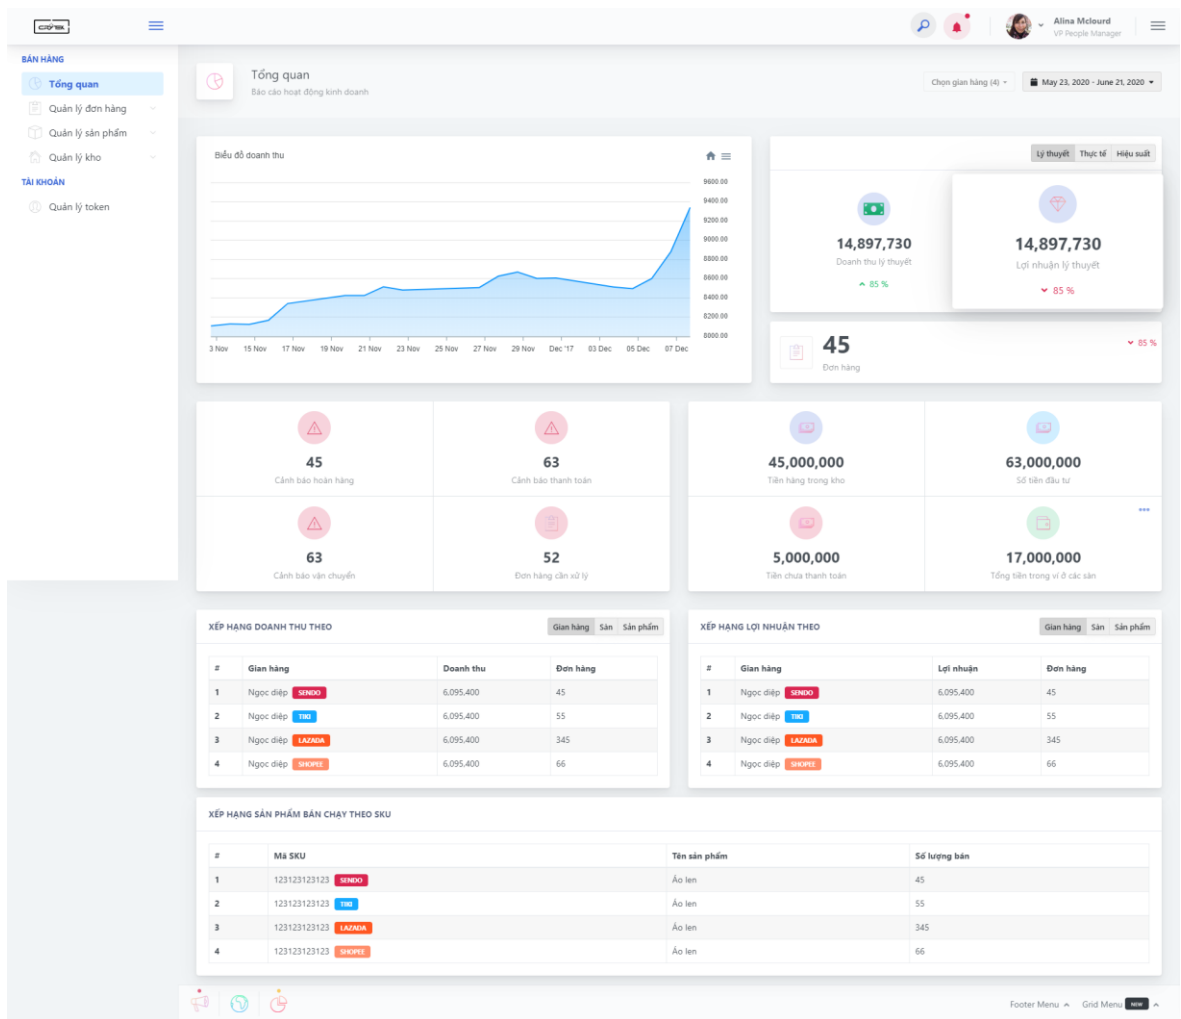 Alina Mclourd
VP People Manager
BÁN HÀNG
Tổng quan
Quản lý đơn hàng
Quản lý sản phẩm
Quản lý kho
TÀI KHOẢN
Quản lý token
Tổng quan
Báo cáo hoạt động kinh doanh
Chọn gian hàng (4)
May 23, 2020 - June 21, 2020
Biểu đồ doanh thu
9600.00
9400.00
9200.00
9000.00
8800.00
8600.00
8400.00
8200.00
8000.00
3 Nov 15 Nov 17 Nov 19 Nov 21 Nov 23 Nov 25 Nov 27 Nov 29 Nov Dec '17 03 Dec 05 Dec 07 Dec
Lý thuyết Thực tế Hiệu suất
14,897,730
Doanh thu lý thuyết
85 %
14,897,730
Lợi nhuận lý thuyết
85 %
45
Đơn hàng
85 %
45
Cảnh báo hoàn hàng
63
Cảnh báo thanh toán
63
Cảnh báo vận chuyển
52
Đơn hàng cần xử lý
45,000,000
Tiền hàng trong kho
63,000,000
Số tiền đầu tư
5,000,000
Tiền chưa thanh toán
17,000,000
Tổng tiền trong ví ở các sàn
XẾP HẠNG DOANH THU THEO
Gian hàng Sàn Sản phẩm
# Gian hàng Doanh thu Đơn hàng
1 Ngọc diệp SENDO 6,095,400 45
2 Ngọc diệp TIKI 6,095,400 55
3 Ngọc diệp LAZADA 6,095,400 345
4 Ngọc diệp SHOPEE 6,095,400 66
XẾP HẠNG LỢI NHUẬN THEO
Gian hàng Sàn Sản phẩm
# Gian hàng Lợi nhuận Đơn hàng
1 Ngọc diệp SENDO 6,095,400 45
2 Ngọc diệp TIKI 6,095,400 55
3 Ngọc diệp LAZADA 6,095,400 345
4 Ngọc diệp SHOPEE 6,095,400 66
XẾP HẠNG SẢN PHẨM BÁN CHẠY THEO SKU
# Mã SKU Tên sản phẩm Số lượng bán
1 123123123123 SENDO Áo len 45
2 123123123123 TIKI Áo len 55
3 123123123123 LAZADA Áo len 345
4 123123123123 SHOPEE Áo len 66
Footer Menu Grid Menu NEW